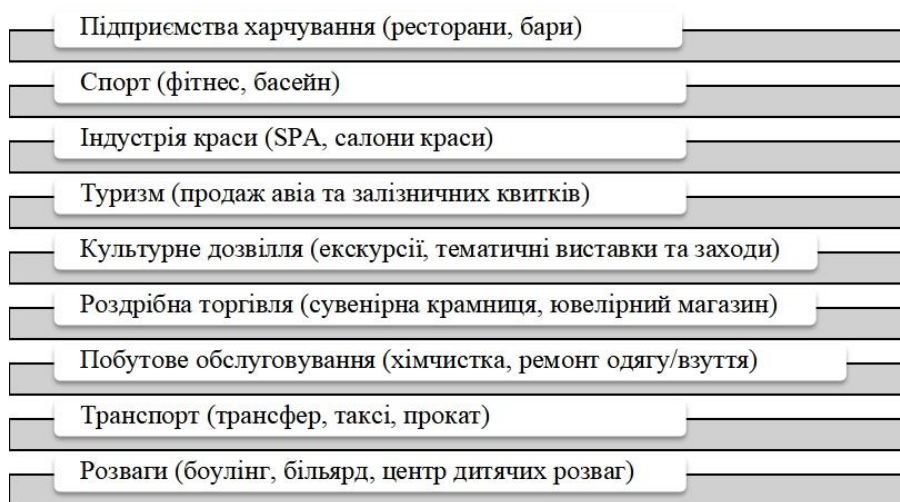 Підприємства харчування (ресторани, бари)
Спорт (фітнес, басейн)
Індустрія краси (SPA, салони краси)
Туризм (продаж авіа та залізничних квитків)
Культурне дозвілля (екскурсії, тематичні виставки та заходи)
Роздрібна торгівля (сувенірна крамниця, ювелірний магазин)
Побутове обслуговування (хімчистка, ремонт одягу/взуття)
Транспорт (трансфер, таксі, прокат)
Розваги (боулінг, більярд, центр дитячих розваг)